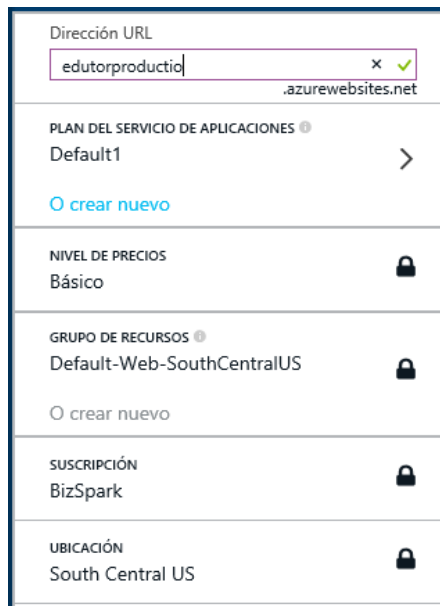 Dirección URL
edutorproductio
.azurewebsites.net
PLAN DEL SERVICIO DE APLICACIONES
Default1
O crear nuevo
NIVEL DE PRECIOS
Básico
GRUPO DE RECURSOS
Default-Web-SouthCentralUS
O crear nuevo
SUSCRIPCIÓN
BizSpark
UBICACIÓN
South Central US